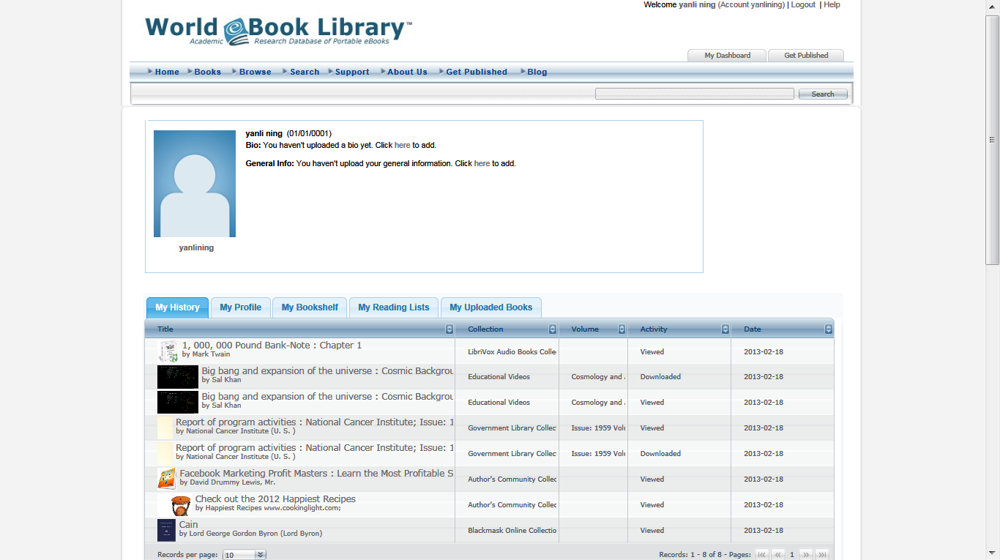 Welcome yanli ning (Account yanlining) | Logout | Help
World eBook Library™
Academic Research Database of Portable eBooks
My Dashboard Get Published
Home Books Browse Search Support About Us Get Published Blog
Search
yanli ning (01/01/0001)
Bio: You haven't uploaded a bio yet. Click here to add.
General Info: You haven't upload your general information. Click here to add.
yanlining
My History My Profile My Bookshelf My Reading Lists My Uploaded Books
Title Collection Volume Activity Date
1, 000, 000 Pound Bank-Note : Chapter 1
by Mark Twain
LibriVox Audio Books Colle Viewed 2013-02-18
Big bang and expansion of the universe : Cosmic Backgrou
by Sal Khan
Educational Videos Cosmology and Downloaded 2013-02-18
Big bang and expansion of the universe : Cosmic Backgrou
by Sal Khan
Educational Videos Cosmology and Viewed 2013-02-18
Report of program activities : National Cancer Institute; Issue: 1
by National Cancer Institute (U. S. )
Government Library Collec Issue: 1959 Volu Viewed 2013-02-18
Report of program activities : National Cancer Institute; Issue: 1
by National Cancer Institute (U. S. )
Government Library Collec Issue: 1959 Volu Downloaded 2013-02-18
Facebook Marketing Profit Masters : Learn the Most Profitable S
by David Drummy Lewis, Mr.
Author's Community Collec Viewed 2013-02-18
Check out the 2012 Happiest Recipes
by Happiest Recipes www.cookinglight.com;
Author's Community Collec Viewed 2013-02-18
Cain
by Lord George Gordon Byron (Lord Byron)
Blackmask Online Collectio Viewed 2013-02-18
Records per page: 10 Records: 1 - 8 of 8 - Pages: 1